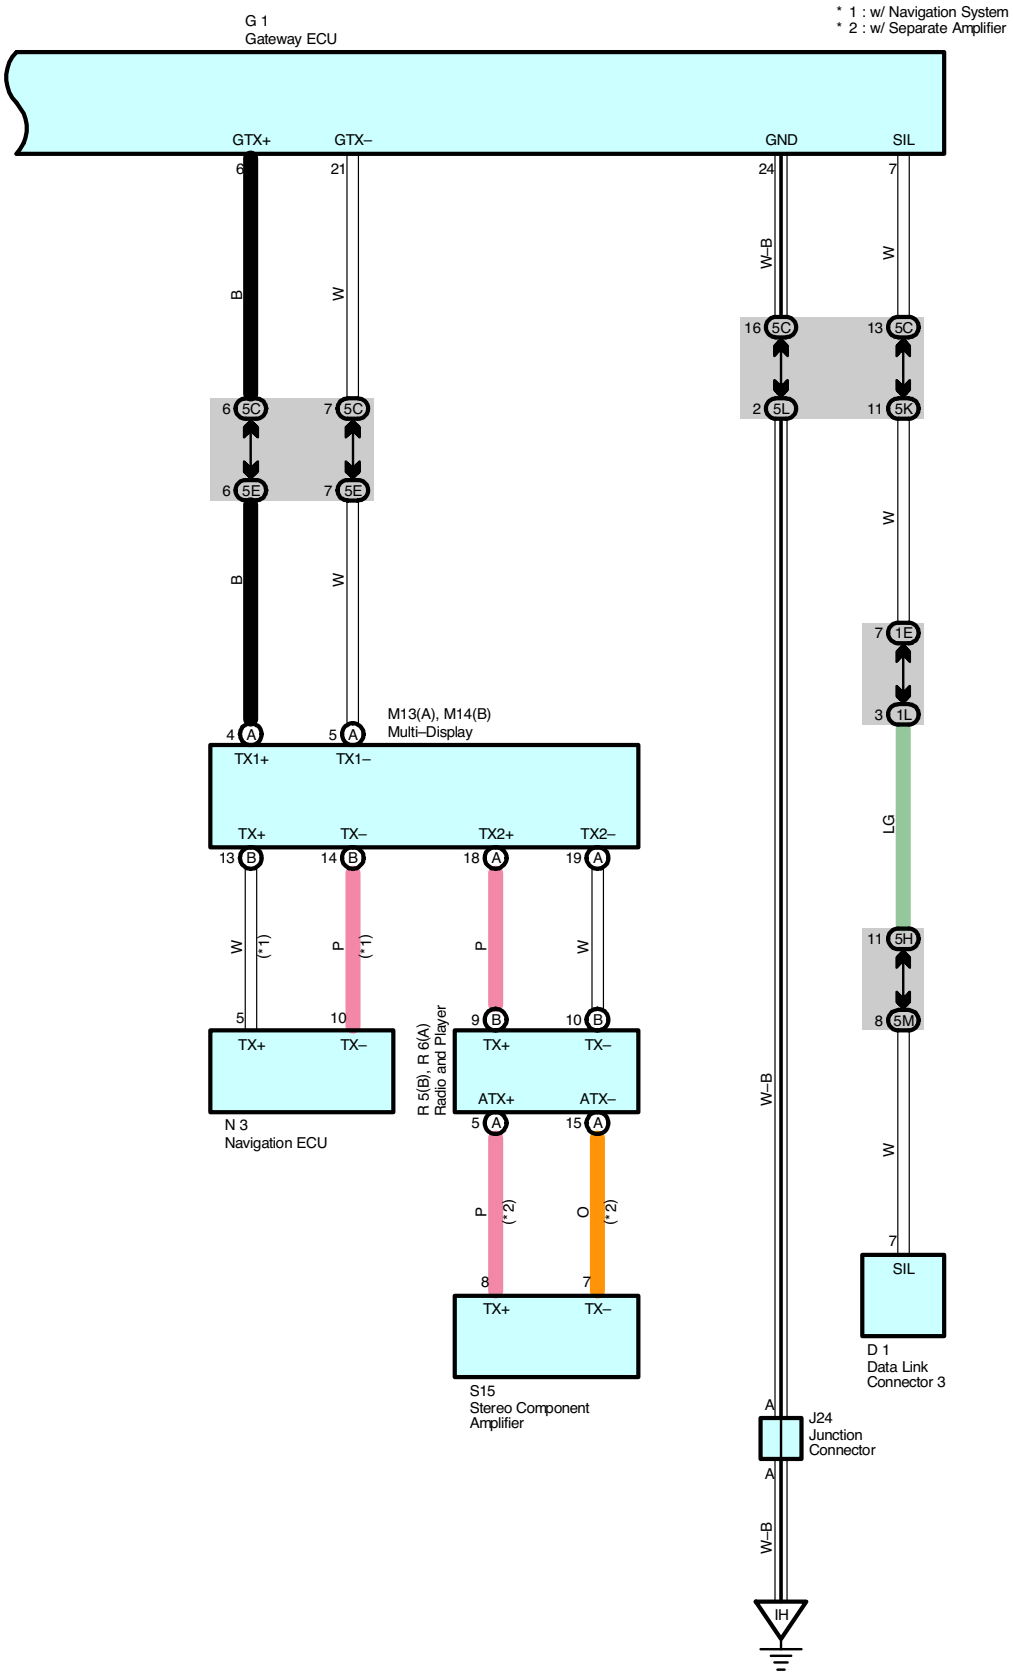 * 1 : w/ Navigation System
* 2 : w/ Separate Amplifier
G 1
Gateway ECU
GTX+ GTX– GND SIL
6 21 24 7
W–B W
B W
16 5C 13 5C
6 5C 7 5C 2 5L 11 5K
6 5E 7 5E
W
B W
7 1E
M13(A), M14(B)
Multi–Display
3 1L
4 A 5 A
TX1+ TX1–
LG
TX+ TX– TX2+ TX2–
13 B 14 B 18 A 19 A
W (*1) P (*1) P W
11 5H
5 10 9 B 10 B 8 5M
R 5(B), R 6(A)
Radio and Player
TX+ TX– TX+ TX–
W–B
ATX+ ATX–
N 3
Navigation ECU
5 A 15 A
W
P (*2) O (*2)
7
SIL
8 7
TX+ TX–
D 1
Data Link
Connector 3
S15
Stereo Component
Amplifier
A
J24
Junction
Connector
A
W–B
IH